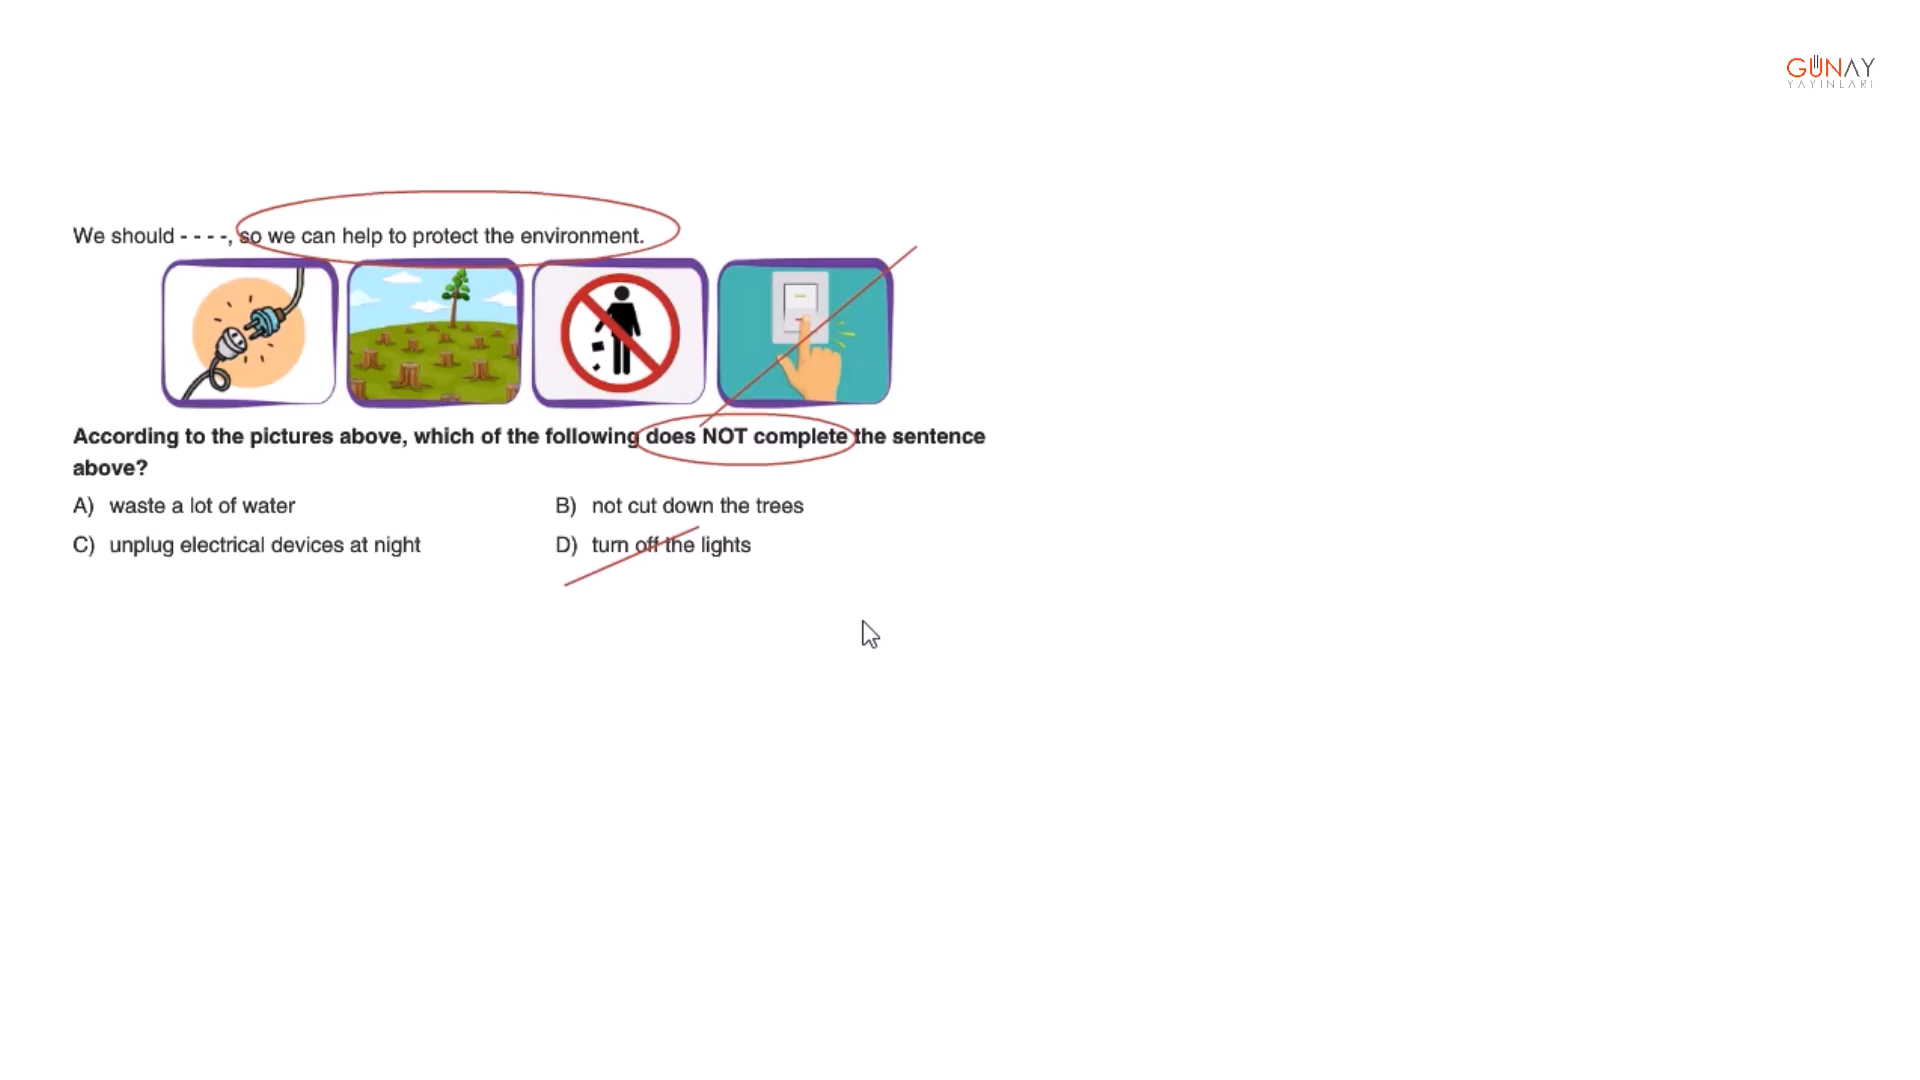 GÜNAY
YAYINLARI
We should - - - -, so we can help to protect the environment.
According to the pictures above, which of the following does NOT complete the sentence
above?
A) waste a lot of water
B) not cut down the trees
C) unplug electrical devices at night
D) turn off the lights